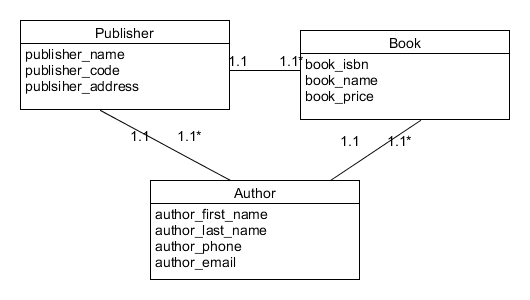 Publisher
publisher_name
publisher_code
publsiher_address
1.1
1.1*
Book
book_isbn
book_name
book_price
1.1
1.1*
1.1
1.1*
Author
author_first_name
author_last_name
author_phone
author_email